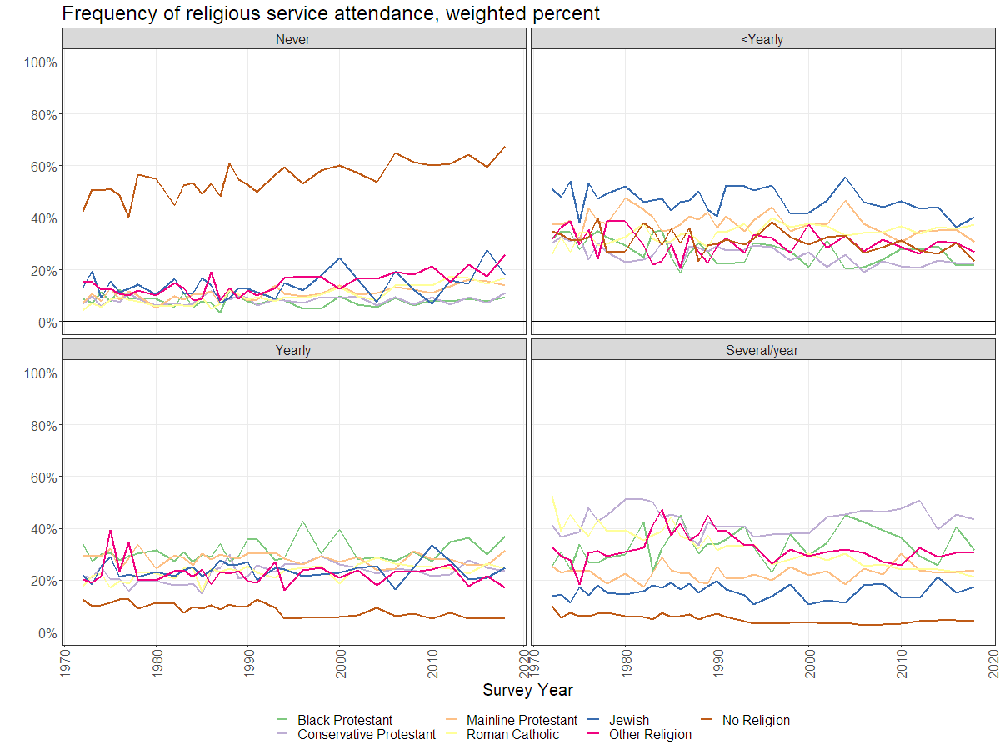 Frequency of religious service attendance, weighted percent
Never
<Yearly
100%
80%
60%
40%
20%
0%
Yearly
Several/year
100%
80%
60%
40%
20%
0%
1970 1980 1990 2000 2010 2020 1970 1980 1990 2000 2010 2020
Survey Year
Black Protestant Mainline Protestant Jewish No Religion
Conservative Protestant Roman Catholic Other Religion